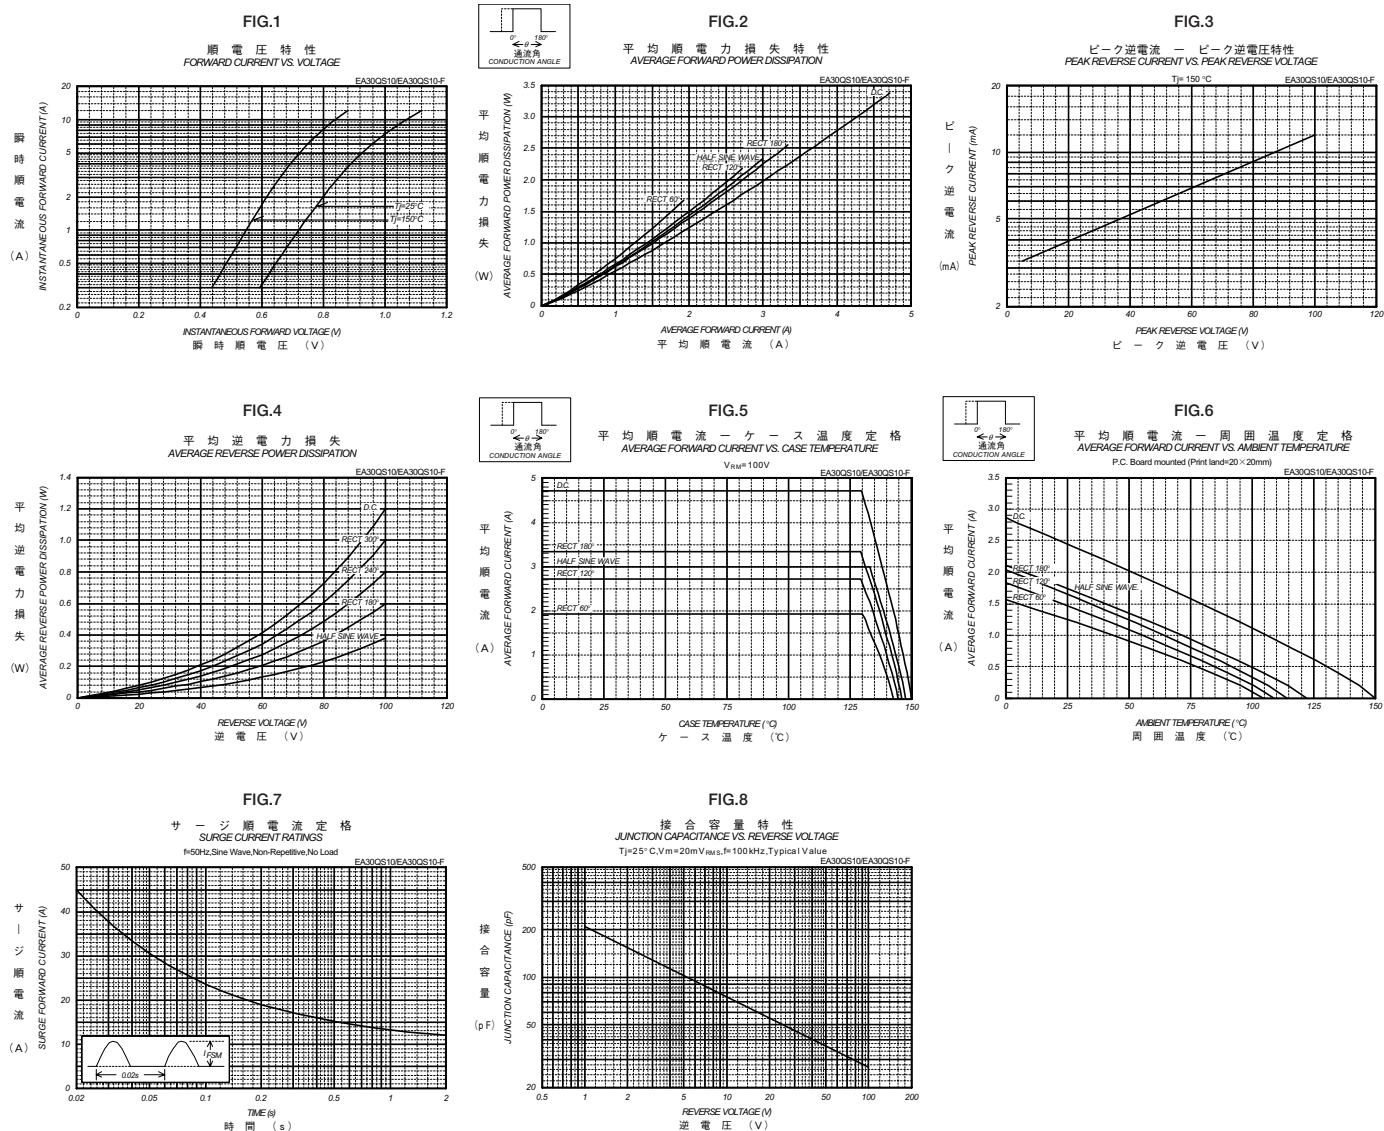 FIG.1
順電圧特性
FORWARD CURRENT VS. VOLTAGE
EA30QS10/EA30QS10-F
瞬時順電流 (A)
INSTANTANEOUS FORWARD CURRENT (A)
20
10
5
2
1
0.5
0.2
Tj=25°C
Tj=150°C
0 0.2 0.4 0.6 0.8 1.0 1.2
INSTANTANEOUS FORWARD VOLTAGE (V)
瞬時順電圧 (V)
0° 180°
θ
通流角
CONDUCTION ANGLE
FIG.2
平均順電力損失特性
AVERAGE FORWARD POWER DISSIPATION
EA30QS10/EA30QS10-F
平均順電力損失 (W)
AVERAGE FORWARD POWER DISSIPATION (W)
3.5
3.0
2.5
2.0
1.5
1.0
0.5
0
D.C.
RECT 180°
HALF SINE WAVE
RECT 120°
RECT 60°
0 1 2 3 4 5
AVERAGE FORWARD CURRENT (A)
平均順電流 (A)
FIG.3
ピーク逆電流 ー ピーク逆電圧特性
PEAK REVERSE CURRENT VS. PEAK REVERSE VOLTAGE
Tj= 150 °C
EA30QS10/EA30QS10-F
ピーク逆電流 (mA)
PEAK REVERSE CURRENT (mA)
20
10
5
2
0 20 40 60 80 100 120
PEAK REVERSE VOLTAGE (V)
ピーク逆電圧 (V)
FIG.4
平均逆電力損失
AVERAGE REVERSE POWER DISSIPATION
EA30QS10/EA30QS10-F
平均逆電力損失 (W)
AVERAGE REVERSE POWER DISSIPATION (W)
1.4
1.2
1.0
0.8
0.6
0.4
0.2
0
D.C.
RECT 300°
RECT 240°
RECT 180°
HALF SINE WAVE
0 20 40 60 80 100 120
REVERSE VOLTAGE (V)
逆電圧 (V)
0° 180°
θ
通流角
CONDUCTION ANGLE
FIG.5
平均順電流ーケース温度定格
AVERAGE FORWARD CURRENT VS. CASE TEMPERATURE
VRM=100V
EA30QS10/EA30QS10-F
平均順電流 (A)
AVERAGE FORWARD CURRENT (A)
5
4
3
2
1
0
D.C.
RECT 180°
HALF SINE WAVE
RECT 120°
RECT 60°
0 25 50 75 100 125 150
CASE TEMPERATURE (°C)
ケース温度 (℃)
0° 180°
θ
通流角
CONDUCTION ANGLE
FIG.6
平均順電流ー周囲温度定格
AVERAGE FORWARD CURRENT VS. AMBIENT TEMPERATURE
P.C. Board mounted (Print land=20×20mm)
EA30QS10/EA30QS10-F
平均順電流 (A)
AVERAGE FORWARD CURRENT (A)
3.5
3.0
2.5
2.0
1.5
1.0
0.5
0
D.C.
RECT 180°
RECT 120°
HALF SINE WAVE
RECT 60°
0 25 50 75 100 125 150
AMBIENT TEMPERATURE (°C)
周囲温度 (℃)
FIG.7
サージ順電流定格
SURGE CURRENT RATINGS
f=50Hz,Sine Wave,Non-Repetitive,No Load
EA30QS10/EA30QS10-F
サージ順電流 (A)
SURGE FORWARD CURRENT (A)
50
40
30
20
10
0
IFSM
0.02s
0.02 0.05 0.1 0.2 0.5 1 2
TIME (s)
時間 (s)
FIG.8
接合容量特性
JUNCTION CAPACITANCE VS. REVERSE VOLTAGE
Tj=25°C,Vm=20mVRMS,f=100kHz,Typical Value
EA30QS10/EA30QS10-F
接合容量 (pF)
JUNCTION CAPACITANCE (pF)
500
200
100
50
20
0.5 1 2 5 10 20 50 100 200
REVERSE VOLTAGE (V)
逆電圧 (V)